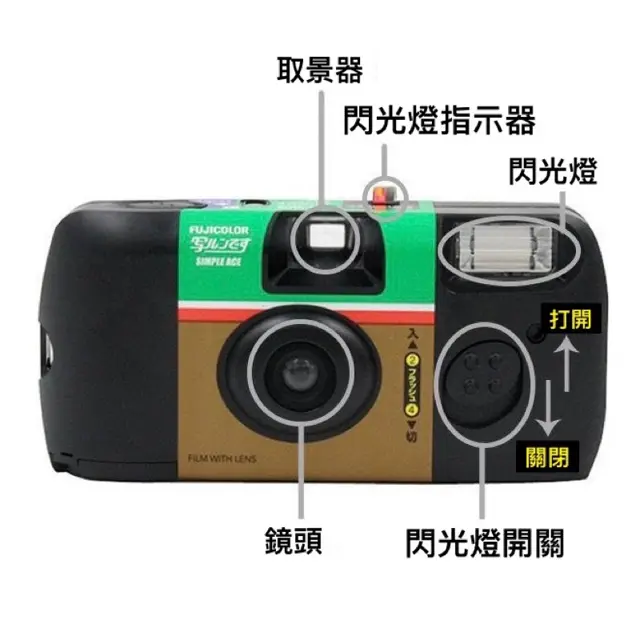 取景器
閃光燈指示器
閃光燈
FUJICOLOR
写ルンです
SIMPLE ACE
打開
入
▲
2
フラッシュ
4
▼
切
關閉
FILM WITH LENS
鏡頭
閃光燈開關